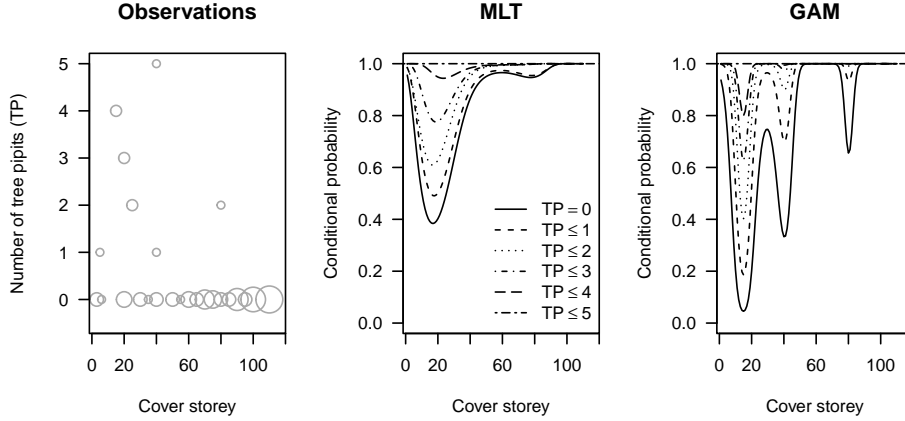 Observations
MLT
GAM
Number of tree pipits (TP)
5
4
3
2
1
0
0
20
60
100
Cover storey
Conditional probability
1.0
0.8
0.6
0.4
0.2
0.0
TP = 0
TP ≤ 1
TP ≤ 2
TP ≤ 3
TP ≤ 4
TP ≤ 5
0
20
60
100
Cover storey
Conditional probability
1.0
0.8
0.6
0.4
0.2
0.0
0
20
60
100
Cover storey